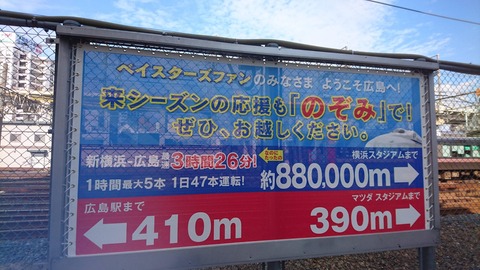 ベイスターズファンのみなさま ようこそ広島へ!
来シーズンの応援も「のぞみ」で!
ぜひ、お越しください。
新横浜-広島 最速 3時間26分!
1時間最大5本 1日47本運転!
横浜スタジアムまで
約880,000m
広島駅まで
410m
マツダ スタジアムまで
390m